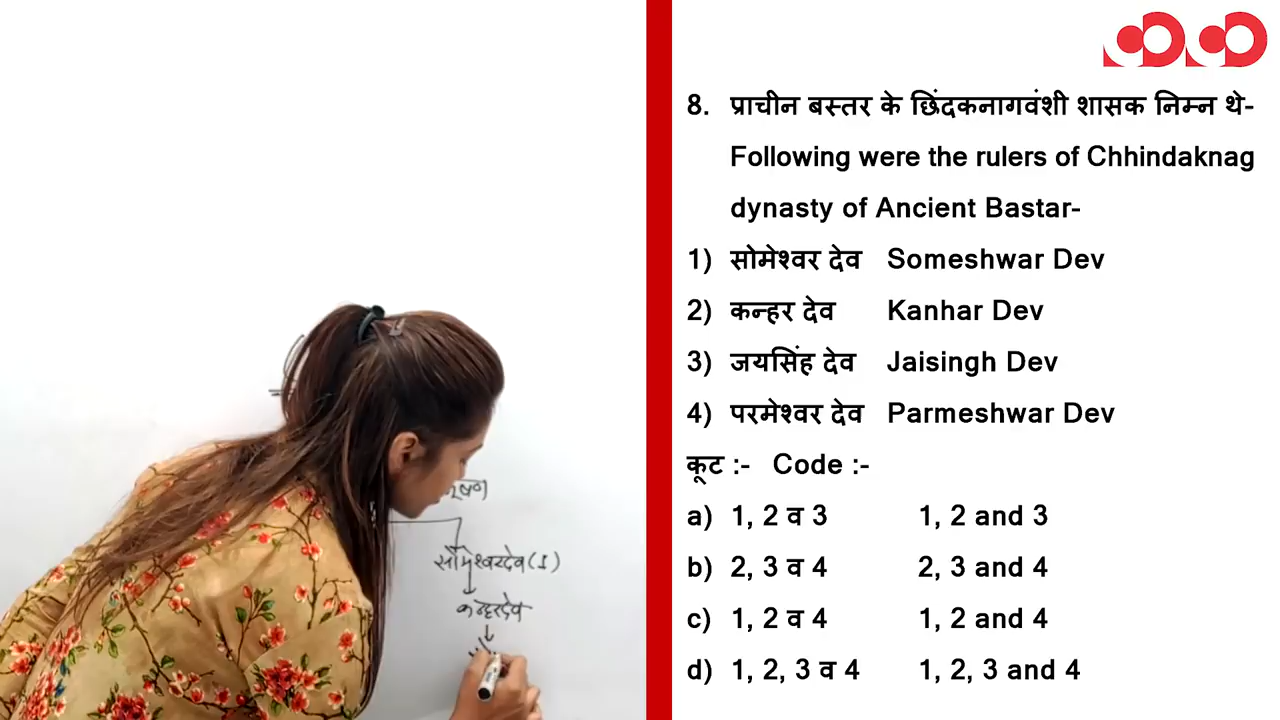 8. प्राचीन बस्तर के छिंदकनागवंशी शासक निम्न थे-
Following were the rulers of Chhindaknag
dynasty of Ancient Bastar-
1) सोमेश्वर देव Someshwar Dev
2) कन्हर देव Kanhar Dev
3) जयसिंह देव Jaisingh Dev
4) परमेश्वर देव Parmeshwar Dev
कूट :- Code :-
a) 1, 2 व 3 1, 2 and 3
b) 2, 3 व 4 2, 3 and 4
c) 1, 2 व 4 1, 2 and 4
d) 1, 2, 3 व 4 1, 2, 3 and 4
सोमेश्वरदेव (I)
कन्हरदेव